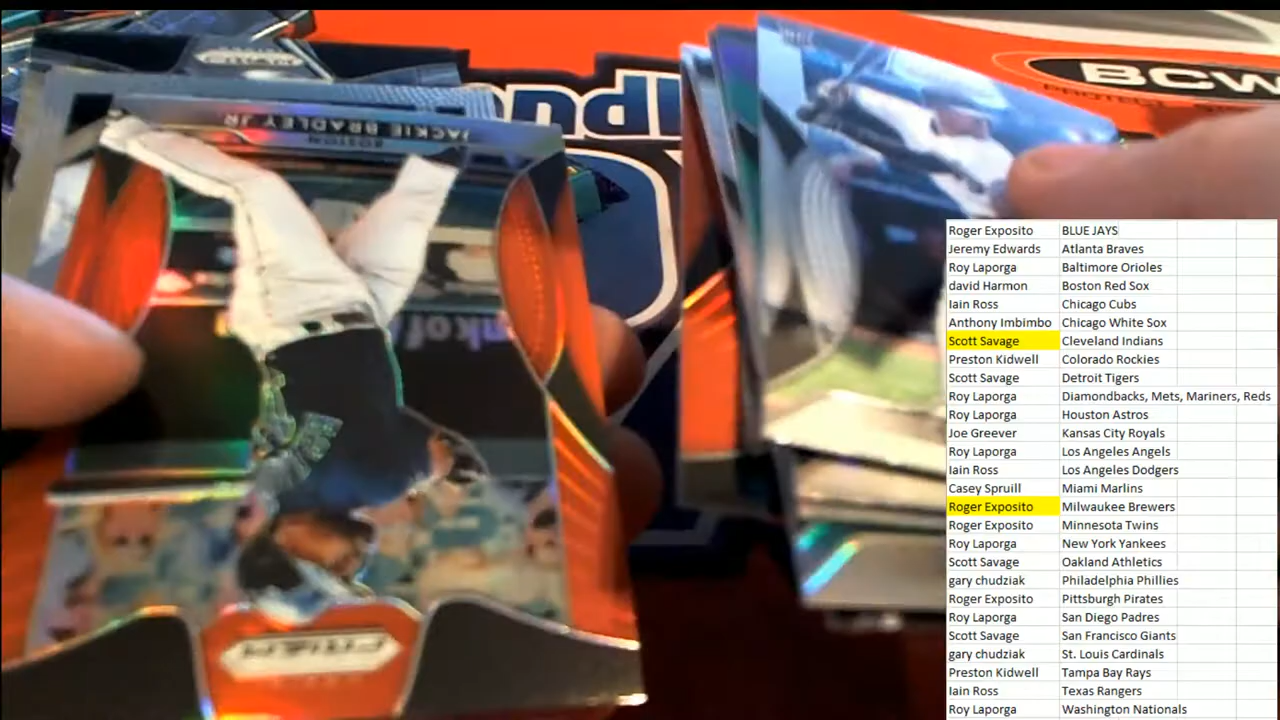 BCW
JACKIE BRADLEY JR
BOSTON
PRIZM
Roger Exposito BLUE JAYS
Jeremy Edwards Atlanta Braves
Roy Laporga Baltimore Orioles
david Harmon Boston Red Sox
Iain Ross Chicago Cubs
Anthony Imbimbo Chicago White Sox
Scott Savage Cleveland Indians
Preston Kidwell Colorado Rockies
Scott Savage Detroit Tigers
Roy Laporga Diamondbacks, Mets, Mariners, Reds
Roy Laporga Houston Astros
Joe Greever Kansas City Royals
Roy Laporga Los Angeles Angels
Iain Ross Los Angeles Dodgers
Casey Spruill Miami Marlins
Roger Exposito Milwaukee Brewers
Roger Exposito Minnesota Twins
Roy Laporga New York Yankees
Scott Savage Oakland Athletics
gary chudziak Philadelphia Phillies
Roger Exposito Pittsburgh Pirates
Roy Laporga San Diego Padres
Scott Savage San Francisco Giants
gary chudziak St. Louis Cardinals
Preston Kidwell Tampa Bay Rays
Iain Ross Texas Rangers
Roy Laporga Washington Nationals